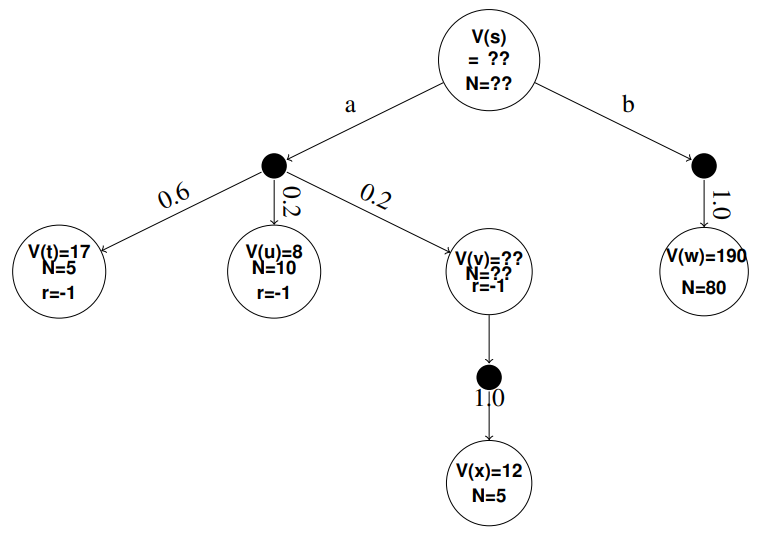 V(s)
= ??
N=??
a
b
0.6
0.2
0.2
1.0
V(t)=17
N=5
r=-1
V(u)=8
N=10
r=-1
V(v)=??
N=??
r=-1
V(w)=190
N=80
1.0
V(x)=12
N=5